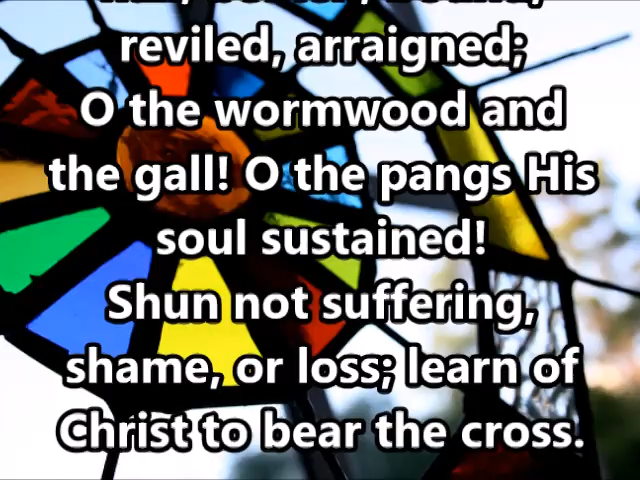 reviled, arraigned;
O the wormwood and
the gall! O the pangs His
soul sustained!
Shun not suffering,
shame, or loss; learn of
Christ to bear the cross.